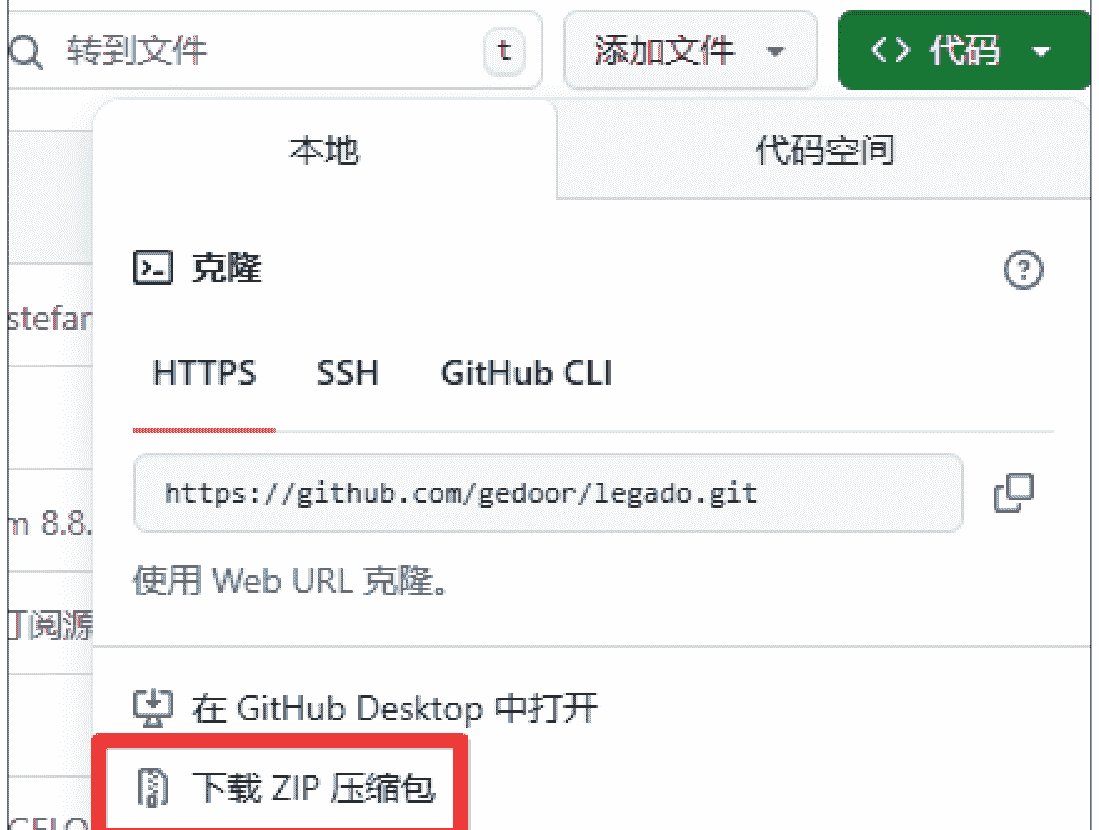 转到文件 t 添加文件 代码
本地 代码空间
克隆
stefan
HTTPS SSH GitHub CLI
https://github.com/gedoor/legado.git
m 8.8.
使用 Web URL 克隆。
订阅源
在 GitHub Desktop 中打开
下载 ZIP 压缩包